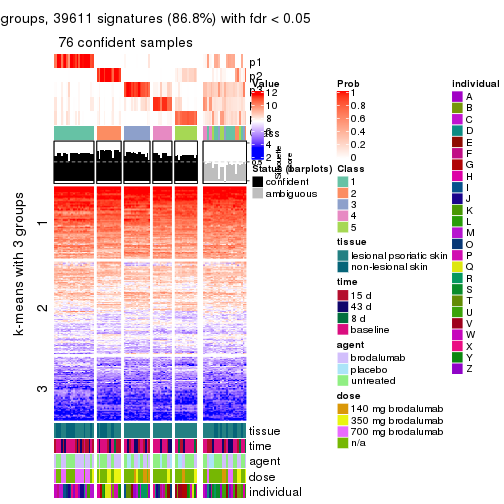 groups, 39611 signatures (86.8%) with fdr < 0.05
76 confident samples
p1
p2
Value
12
10
8
6
4
2
0
Silhouette score
Prob
1
0.8
0.6
0.4
0.2
0
Status (barplots)
confident
ambiguous
Class
1
2
3
4
5
tissue
lesional psoriatic skin
non-lesional skin
time
15 d
43 d
8 d
baseline
agent
brodalumab
placebo
untreated
dose
140 mg brodalumab
350 mg brodalumab
700 mg brodalumab
n/a
individual
A
B
C
D
E
F
G
H
I
J
K
L
M
O
P
Q
R
S
T
U
V
W
X
Y
Z
k-means with 3 groups
1
2
3
tissue
time
agent
dose
individual